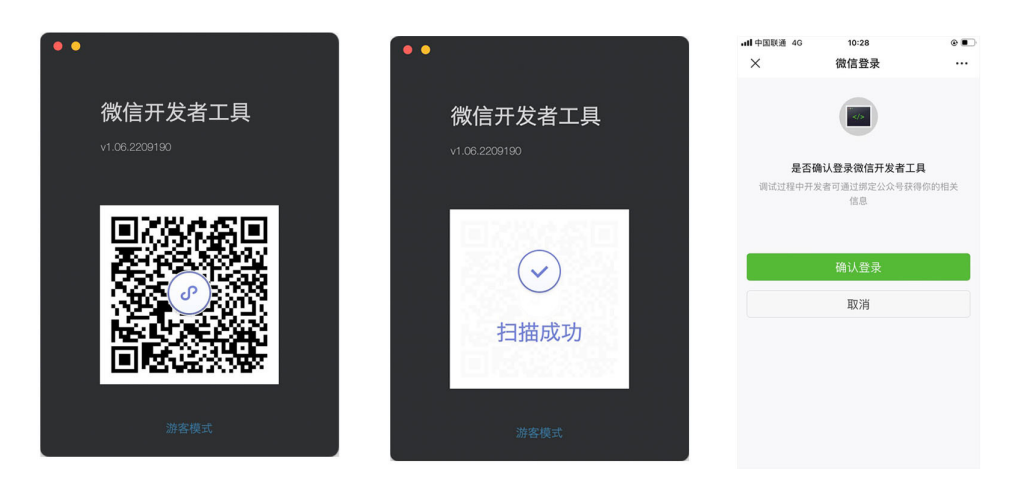 微信开发者工具
v1.06.2209190
游客模式
微信开发者工具
v1.06.2209190
扫描成功
游客模式
中国联通 4G 10:28
微信登录
</>
是否确认登录微信开发者工具
调试过程中开发者可通过绑定公众号获得你的相关
信息
确认登录
取消